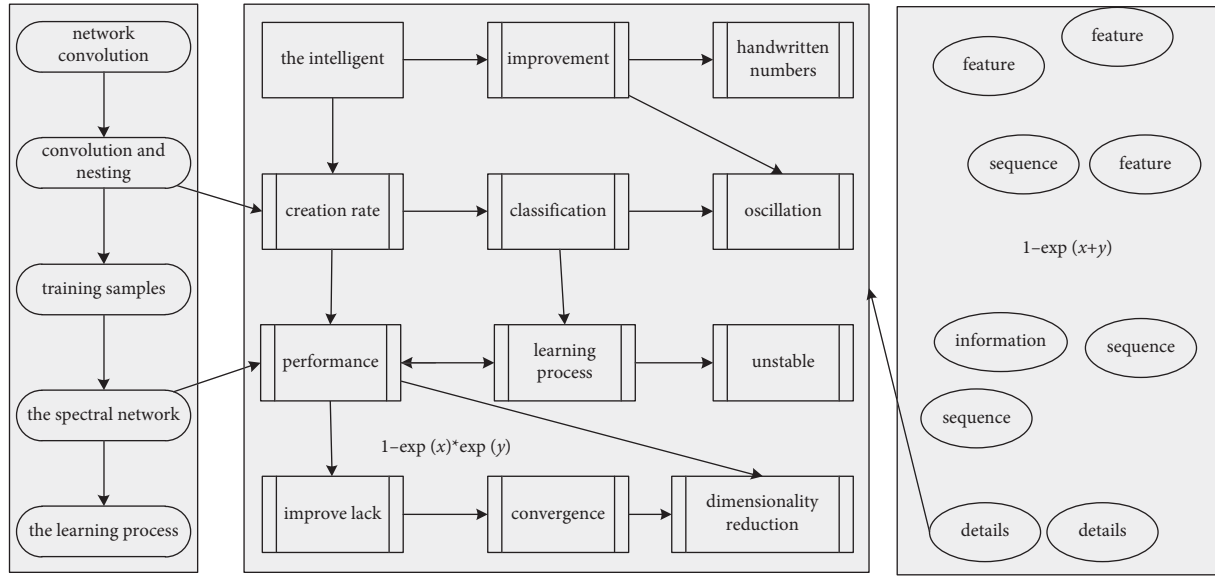 network
convolution
convolution and
nesting
training samples
the spectral network
the learning process
the intelligent
improvement
handwritten
numbers
creation rate
classification
oscillation
performance
learning
process
unstable
1–exp (x)*exp (y)
improve lack
convergence
dimensionality
reduction
feature
feature
sequence
feature
1–exp (x+y)
information
sequence
sequence
details
details